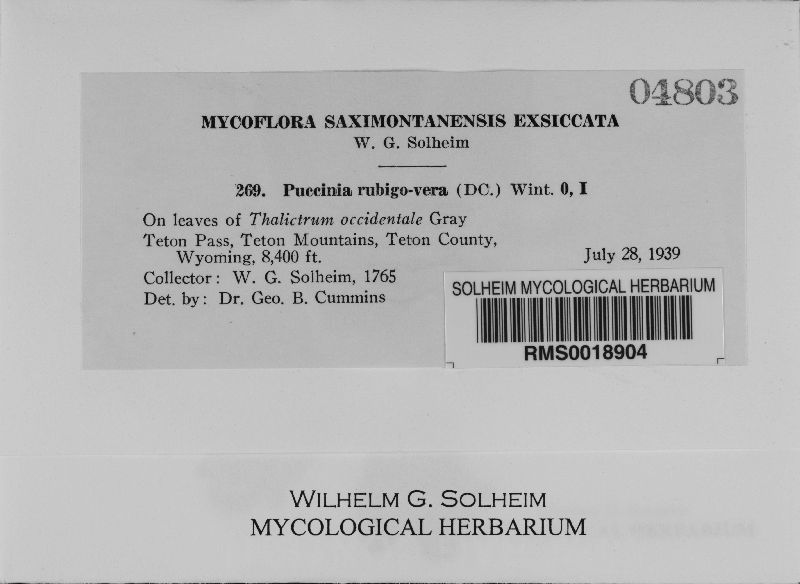 04803
MYCOFLORA SAXIMONTANENSIS EXSICCATA
W. G. Solheim
269. Puccinia rubigo-vera (DC.) Wint. 0, I
On leaves of Thalictrum occidentale Gray
Teton Pass, Teton Mountains, Teton County,
Wyoming, 8,400 ft. July 28, 1939
Collector: W. G. Solheim, 1765
Det. by: Dr. Geo. B. Cummins
SOLHEIM MYCOLOGICAL HERBARIUM
RMS0018904
WILHELM G. SOLHEIM
MYCOLOGICAL HERBARIUM